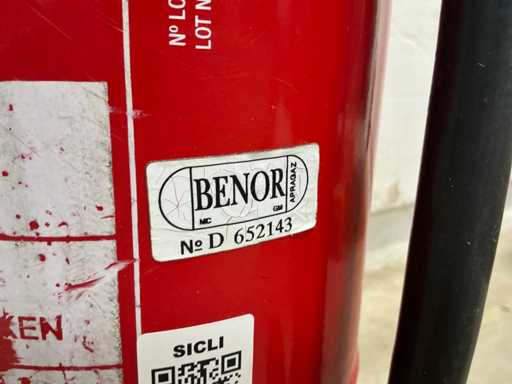 Nº LO
LOT N
BENOR
MC GM
APRAGAZ
Nº D 652143
KEN
SICLI